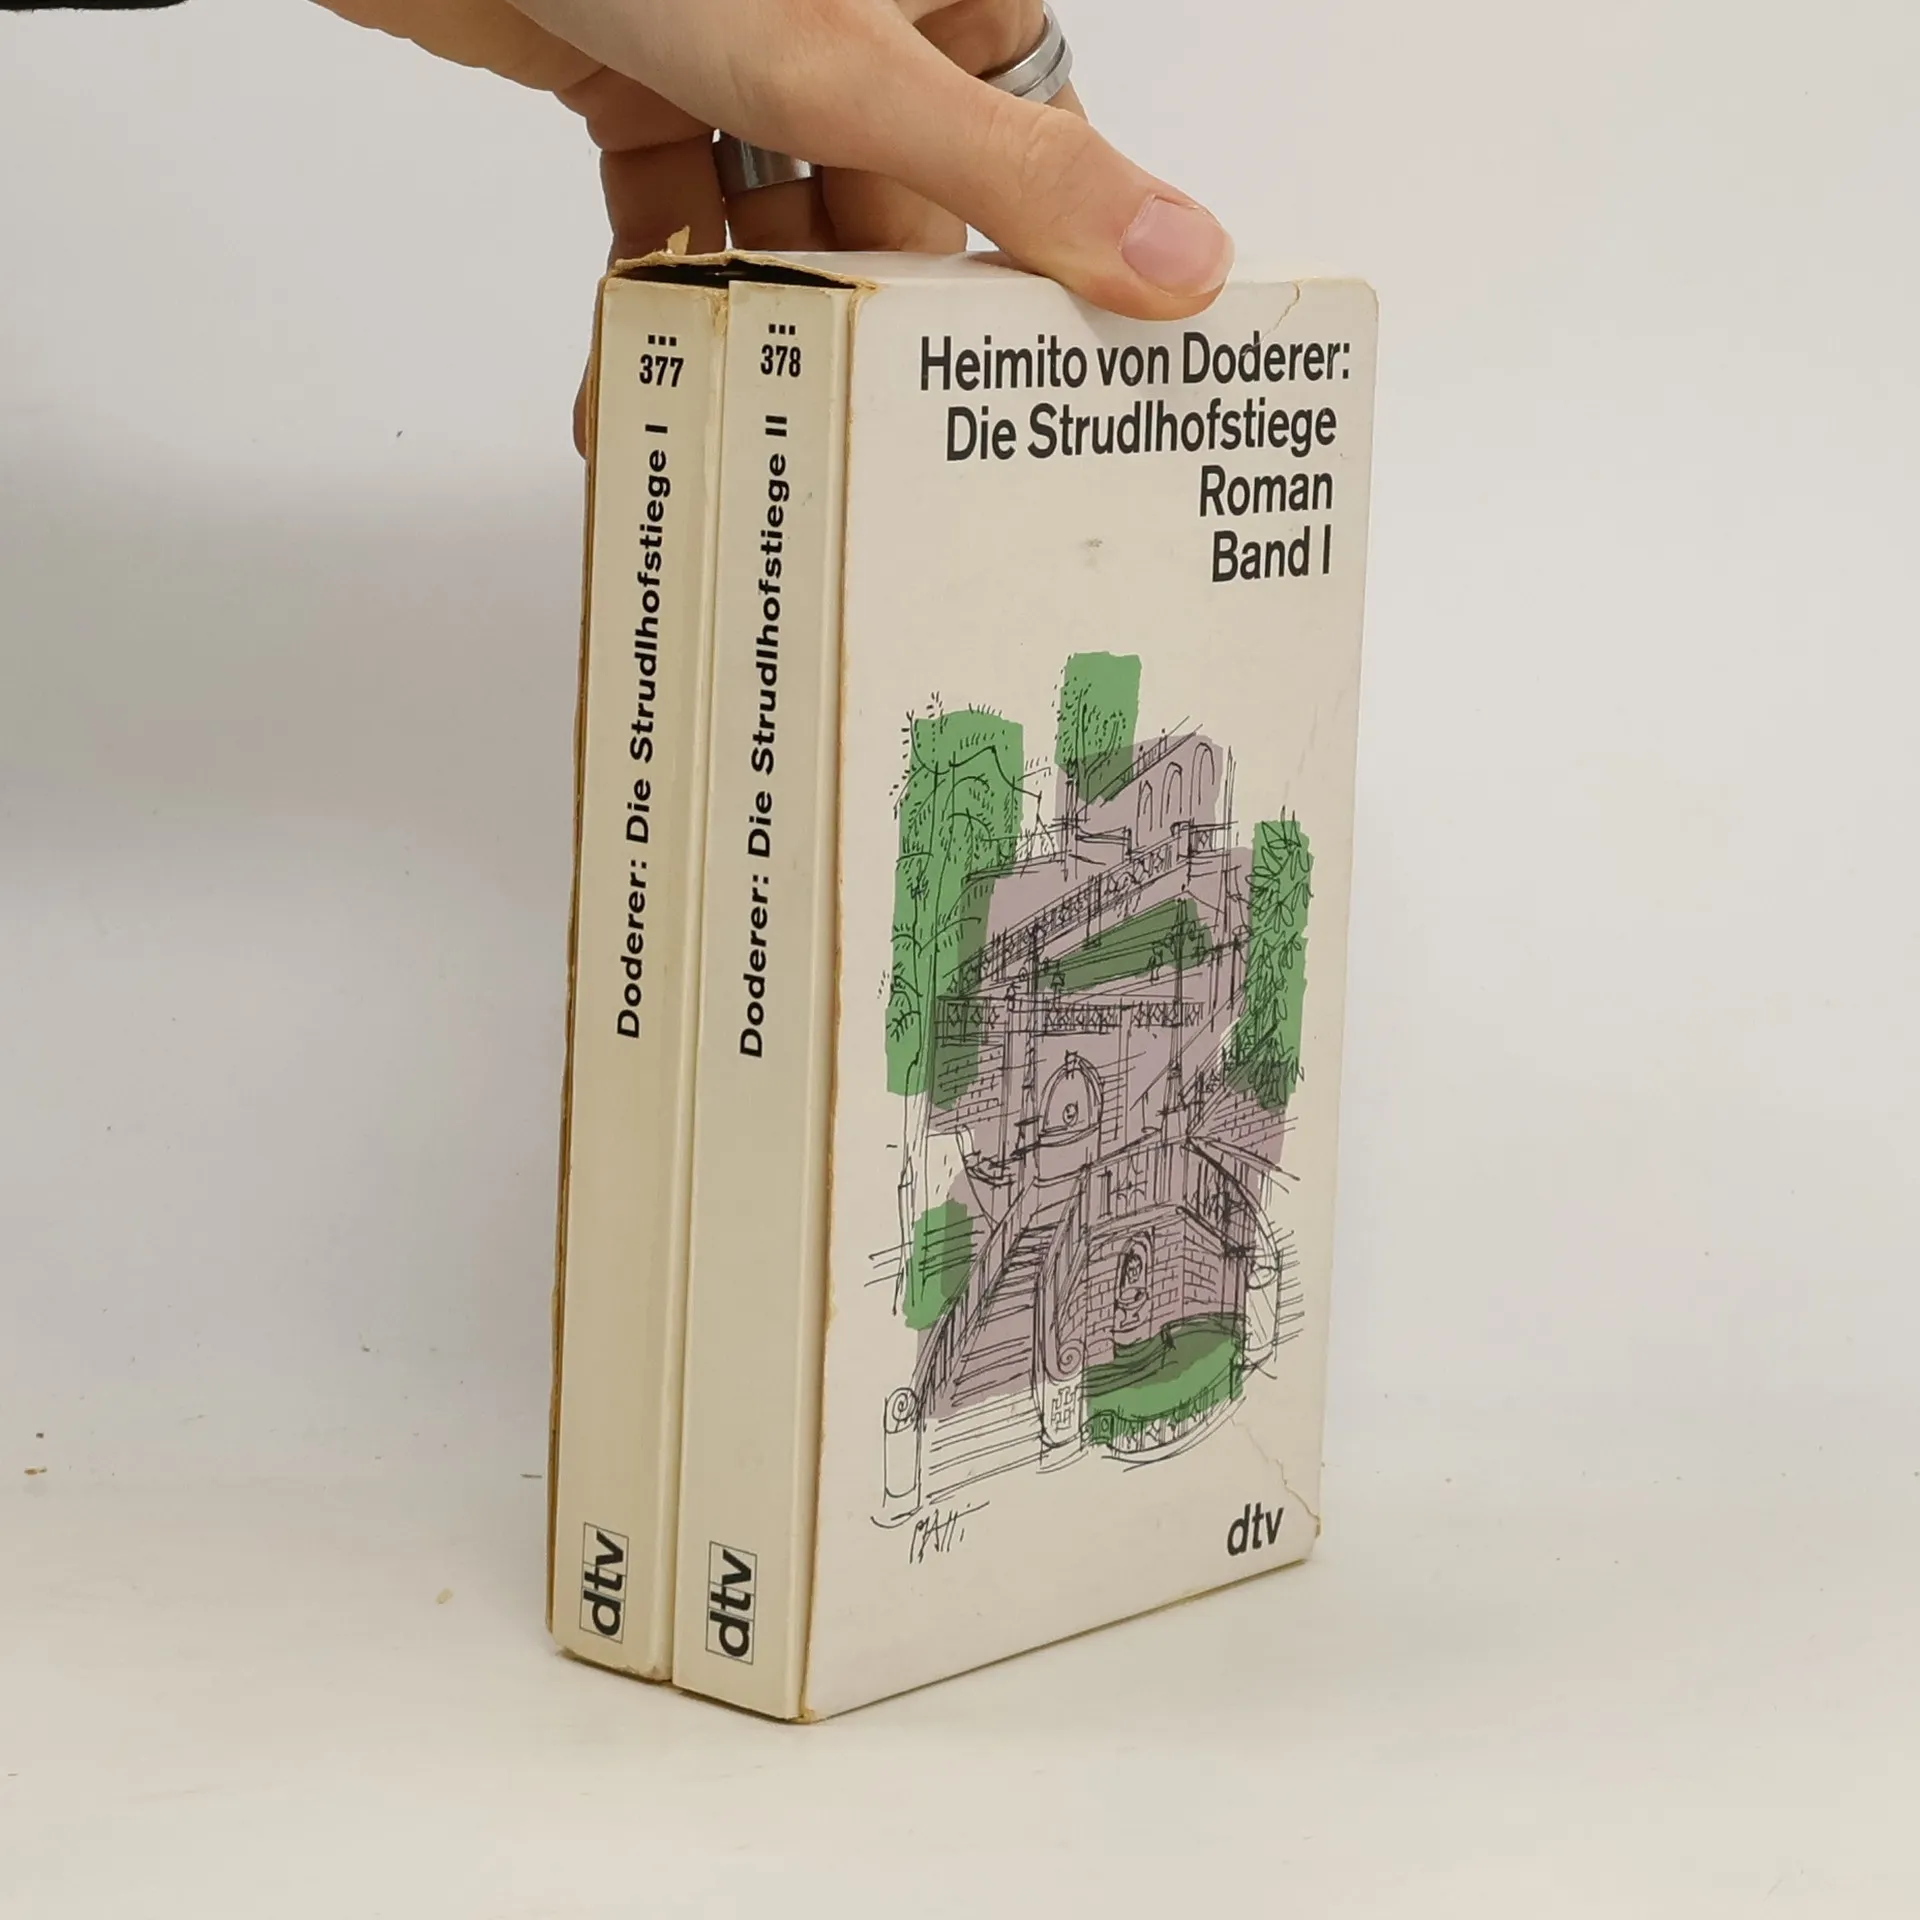 377
Doderer: Die Strudlhofstiege I
dtv
378
Doderer: Die Strudlhofstiege II
dtv
Heimito von Doderer:
Die Strudlhofstiege
Roman
Band I
dtv